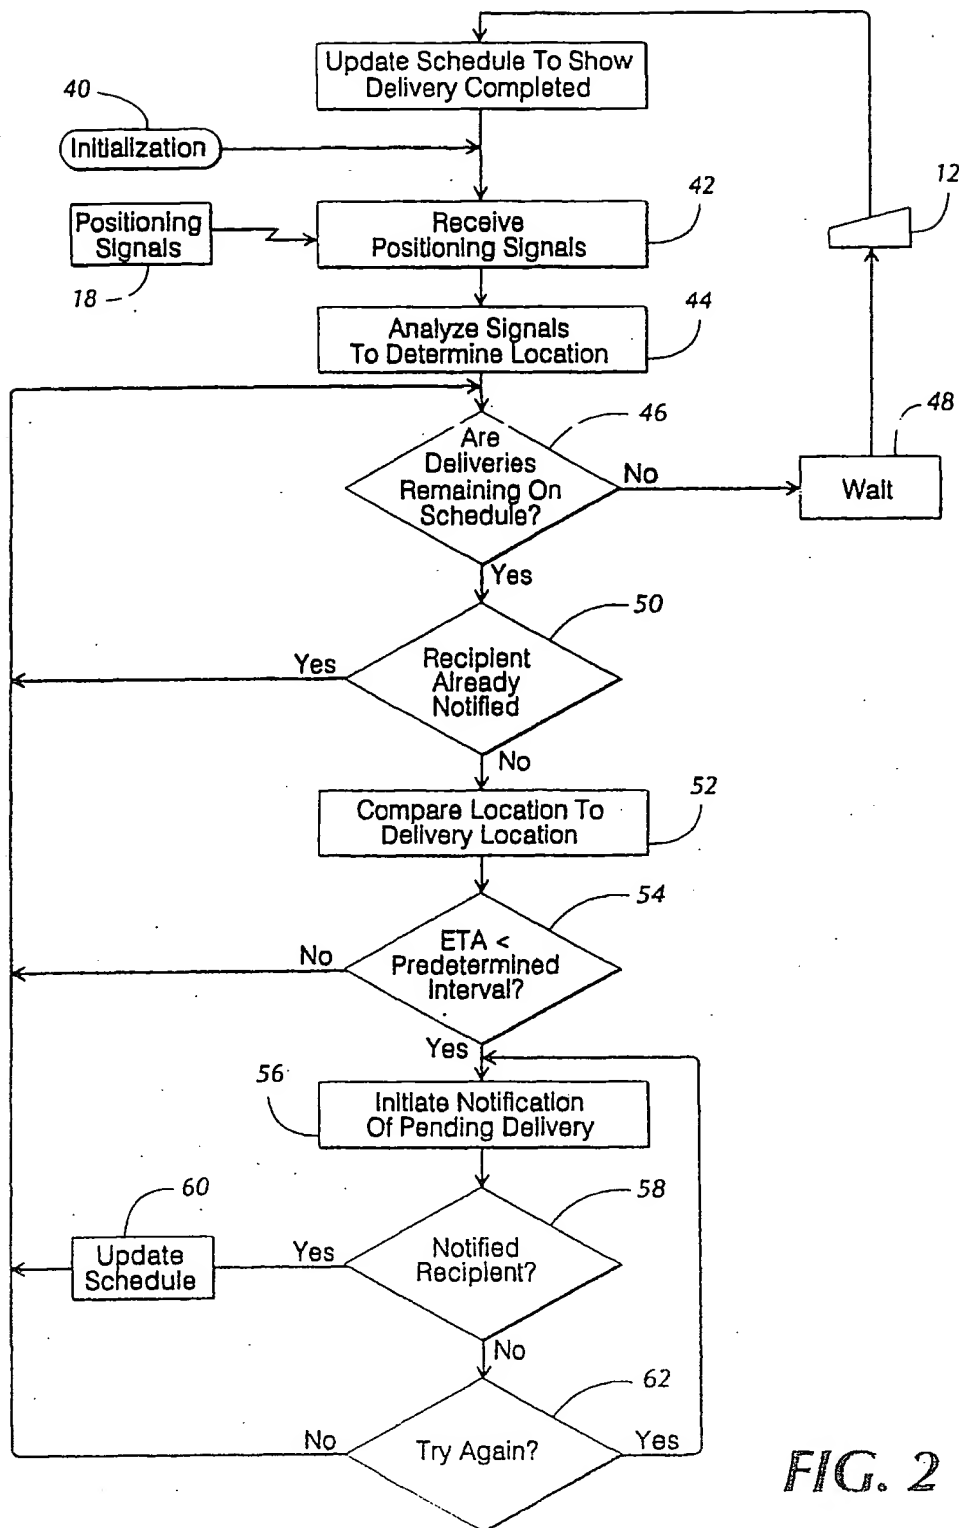 Update Schedule To Show
Delivery Completed
40
Initialization
12
42
Positioning
Signals
Receive
Positioning Signals
18
44
Analyze Signals
To Determine Location
46
48
Are
Deliveries
Remaining On
Schedule?
No
Wait
Yes
50
Yes
Recipient
Already
Notified
No
52
Compare Location To
Delivery Location
54
No
ETA <
Predetermined
Interval?
Yes
56
Initiate Notification
Of Pending Delivery
60
58
Update
Schedule
Yes
Notified
Recipient?
No
62
No
Try Again?
Yes
FIG. 2